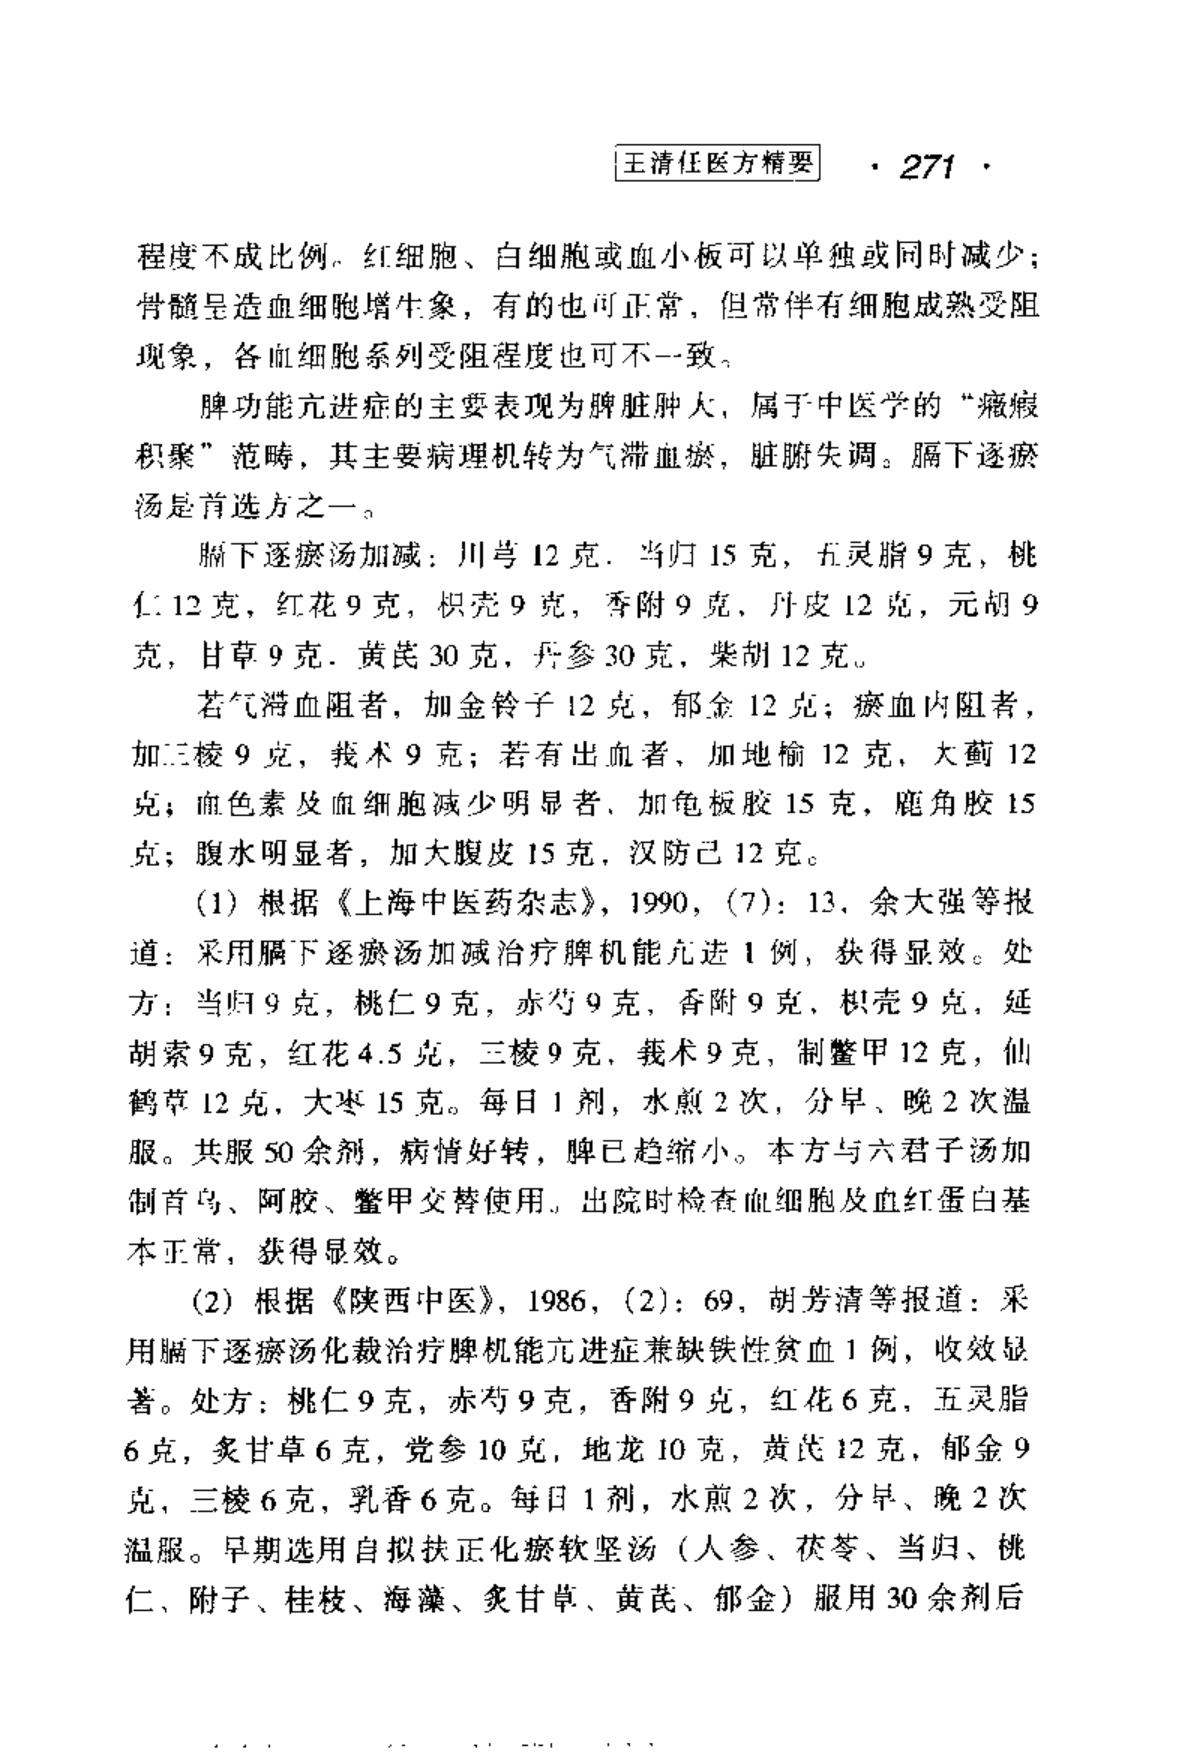 王清任医方精要 · 271 ·
程度不成比例。红细胞、白细胞或血小板可以单独或同时减少；
骨髓呈造血细胞增生象，有的也可正常，但常伴有细胞成熟受阻
现象，各血细胞系列受阻程度也可不一致。
脾功能亢进症的主要表现为脾脏肿大，属于中医学的“癥瘕
积聚”范畴，其主要病理机转为气滞血瘀，脏腑失调。膈下逐瘀
汤是首选方之一。
膈下逐瘀汤加减：川芎 12 克．当归 15 克，五灵脂 9 克，桃
仁 12 克，红花 9 克，枳壳 9 克，香附 9 克，丹皮 12 克，元胡 9
克，甘草 9 克．黄芪 30 克，丹参 30 克，柴胡 12 克。
若气滞血阻者，加金铃子 12 克，郁金 12 克；瘀血内阻者，
加三棱 9 克，莪术 9 克；若有出血者，加地榆 12 克，大蓟 12
克；血色素及血细胞减少明显者，加龟板胶 15 克，鹿角胶 15
克；腹水明显者，加大腹皮 15 克，汉防己 12 克。
(1) 根据《上海中医药杂志》，1990，(7)：13，余大强等报
道：采用膈下逐瘀汤加减治疗脾机能亢进 1 例，获得显效。处
方：当归 9 克，桃仁 9 克，赤芍 9 克，香附 9 克，枳壳 9 克，延
胡索 9 克，红花 4.5 克，三棱 9 克，莪术 9 克，制鳖甲 12 克，仙
鹤草 12 克，大枣 15 克。每日 1 剂，水煎 2 次，分早、晚 2 次温
服。共服 50 余剂，病情好转，脾已趋缩小。本方与六君子汤加
制首乌、阿胶、鳖甲交替使用。出院时检查血细胞及血红蛋白基
本正常，获得显效。
(2) 根据《陕西中医》，1986，(2)：69，胡芳清等报道：采
用膈下逐瘀汤化裁治疗脾机能亢进症兼缺铁性贫血 1 例，收效显
著。处方：桃仁 9 克，赤芍 9 克，香附 9 克，红花 6 克，五灵脂
6 克，炙甘草 6 克，党参 10 克，地龙 10 克，黄芪 12 克，郁金 9
克，三棱 6 克，乳香 6 克。每日 1 剂，水煎 2 次，分早、晚 2 次
温服。早期选用自拟扶正化瘀软坚汤（人参、茯苓、当归、桃
仁、附子、桂枝、海藻、炙甘草、黄芪、郁金）服用 30 余剂后